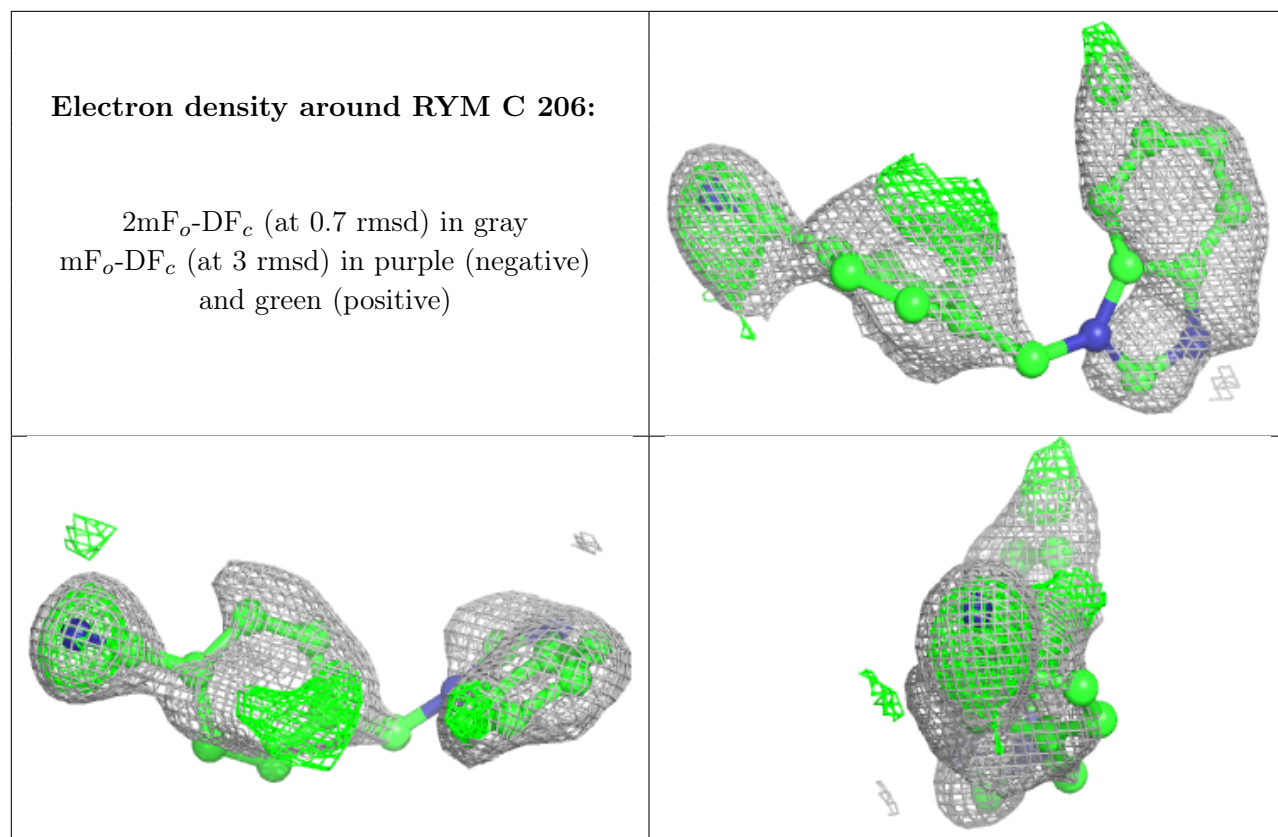 Electron density around RYM C 206:
2mFₒ-DF𝒸 (at 0.7 rmsd) in gray
mFₒ-DF𝒸 (at 3 rmsd) in purple (negative)
and green (positive)